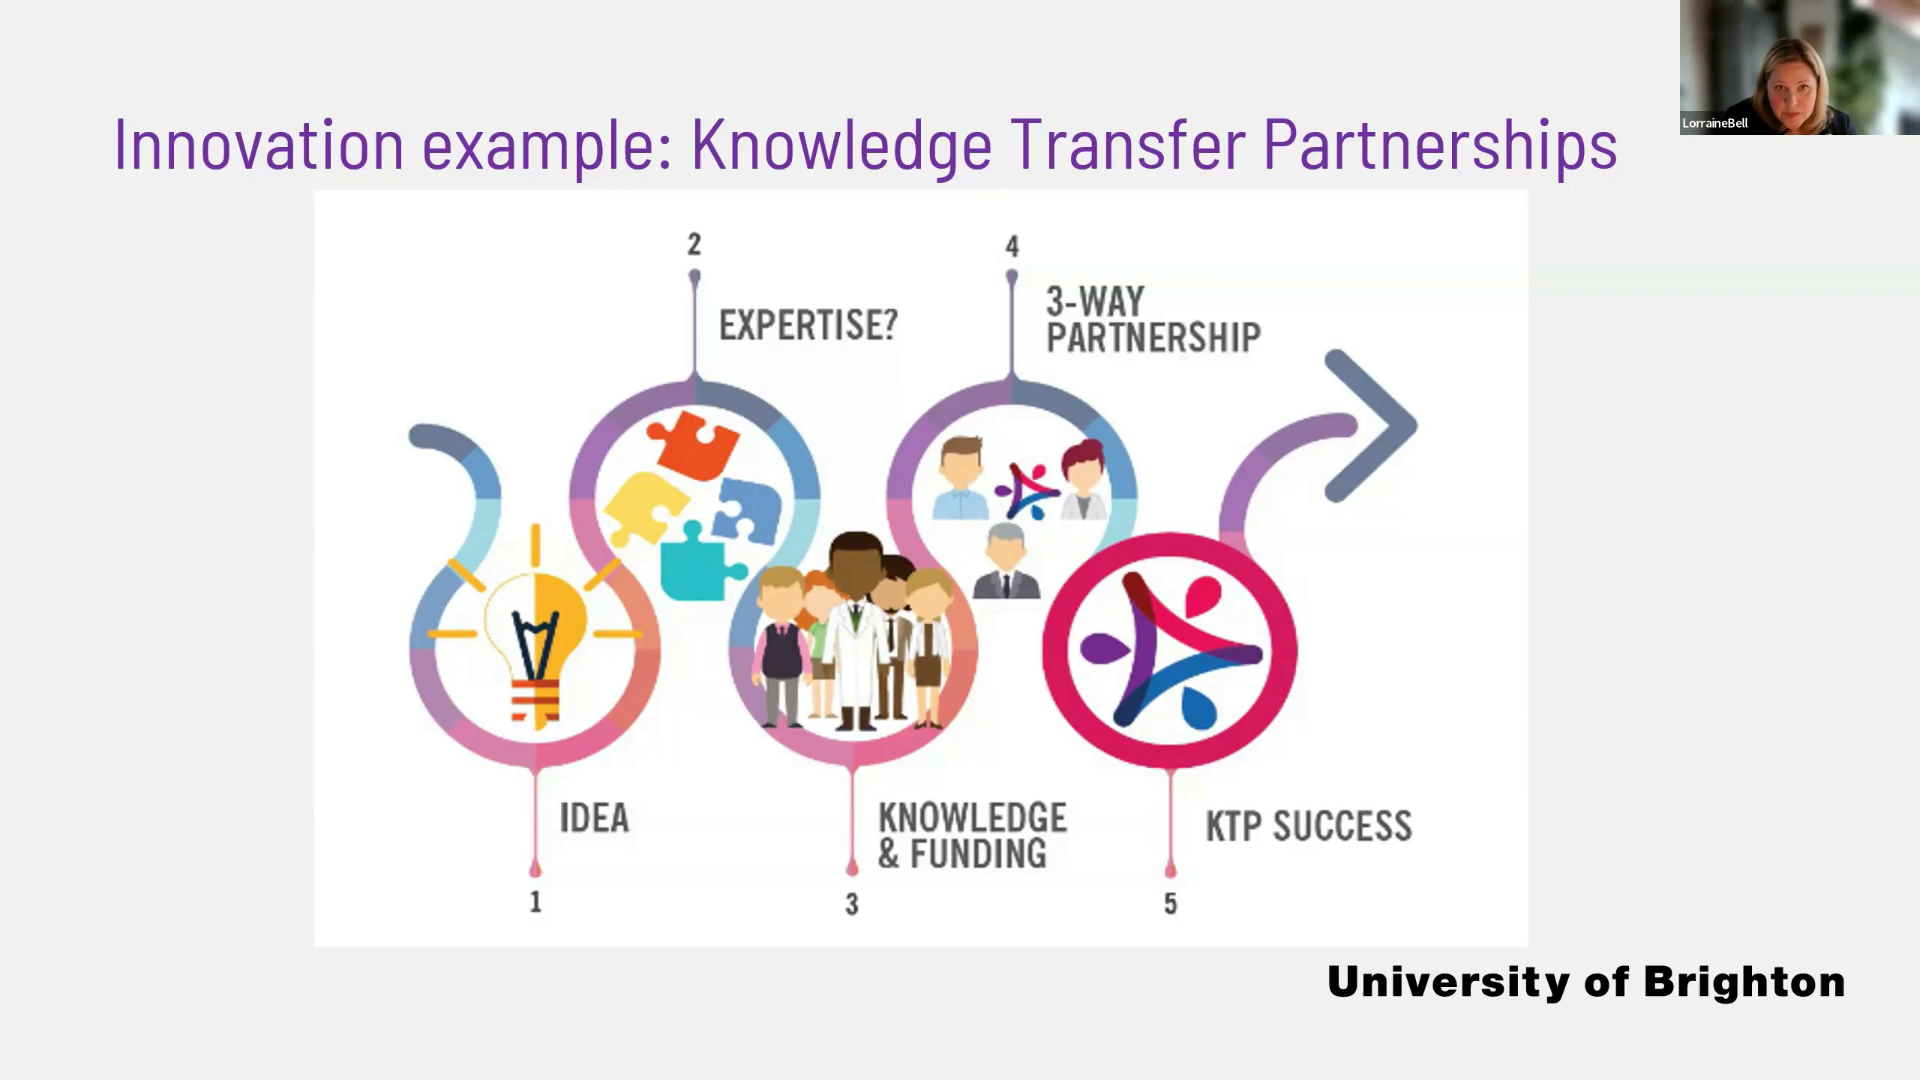 LorraineBell
Innovation example: Knowledge Transfer Partnerships
2
4
EXPERTISE?
3-WAY
PARTNERSHIP
IDEA
KNOWLEDGE
& FUNDING
KTP SUCCESS
1
3
5
University of Brighton